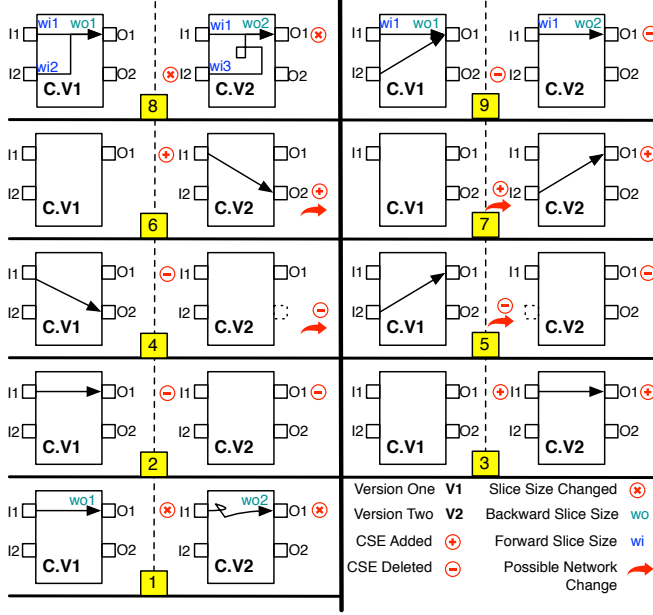 wi1 wo1 wi1 wo2 wi1 wo1 wi1 wo2
I1 O1 I1 O1 I1 O1 I1 O1
wi2 wi3
I2 O2 I2 O2 I2 O2 I2 O2
C.V1 C.V2 C.V1 C.V2
8 9
I1 O1 I1 O1 I1 O1 I1 O1
I2 O2 I2 O2 I2 O2 I2 O2
C.V1 C.V2 C.V1 C.V2
6 7
I1 O1 I1 O1 I1 O1 I1 O1
I2 O2 I2 I2 O2 O2
C.V1 C.V2 C.V1 C.V2
4 5
I1 O1 I1 O1 I1 O1 I1 O1
I2 O2 I2 O2 I2 O2 I2 O2
C.V1 C.V2 C.V1 C.V2
2 3
wo1 wo2
I1 O1 I1 O1
I2 O2 I2 O2
C.V1 C.V2
1
Version One V1 Slice Size Changed
Version Two V2 Backward Slice Size wo
CSE Added Forward Slice Size wi
CSE Deleted Possible Network
Change